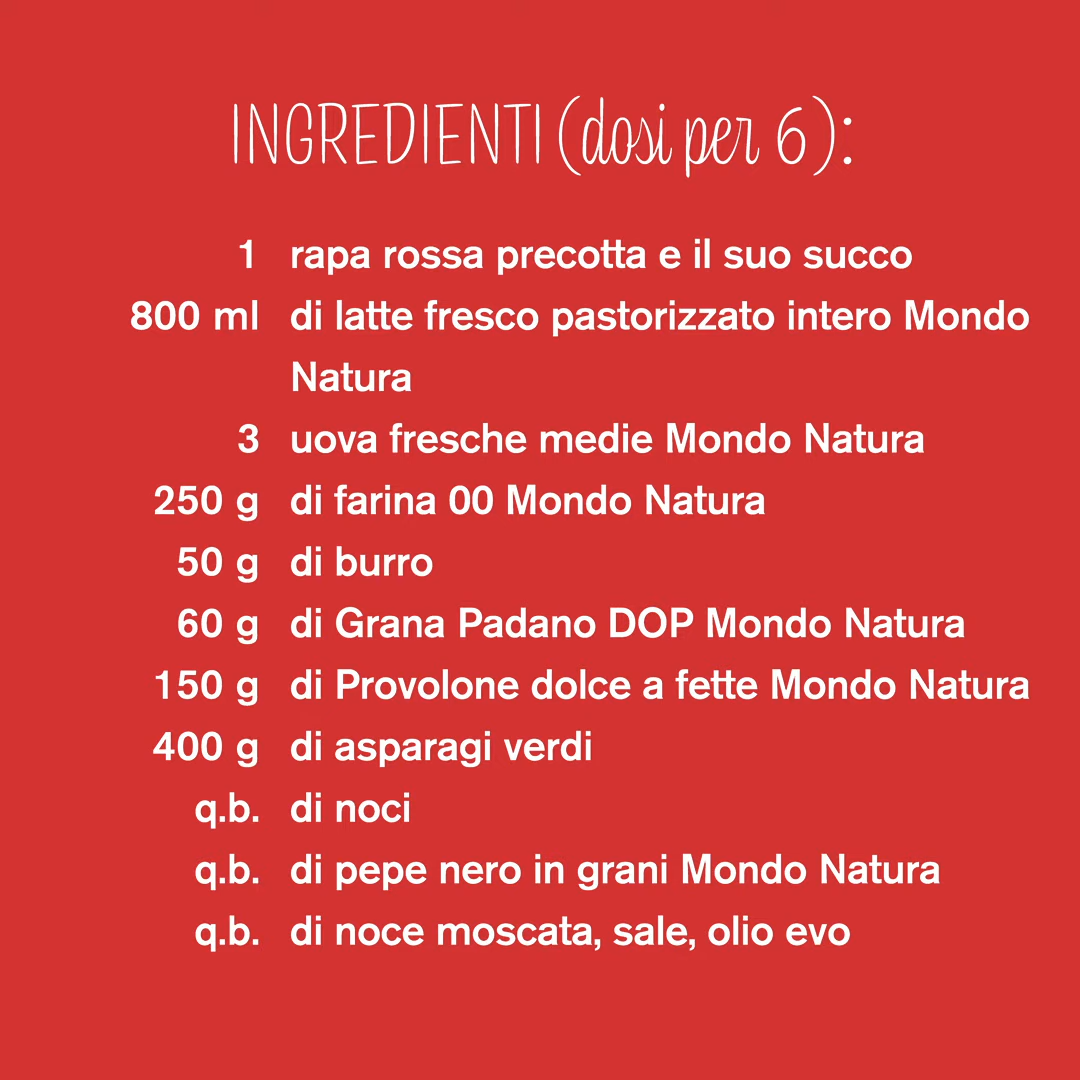 INGREDIENTI (dosi per 6):
1 rapa rossa precotta e il suo succo
800 ml di latte fresco pastorizzato intero Mondo
Natura
3 uova fresche medie Mondo Natura
250 g di farina 00 Mondo Natura
50 g di burro
60 g di Grana Padano DOP Mondo Natura
150 g di Provolone dolce a fette Mondo Natura
400 g di asparagi verdi
q.b. di noci
q.b. di pepe nero in grani Mondo Natura
q.b. di noce moscata, sale, olio evo